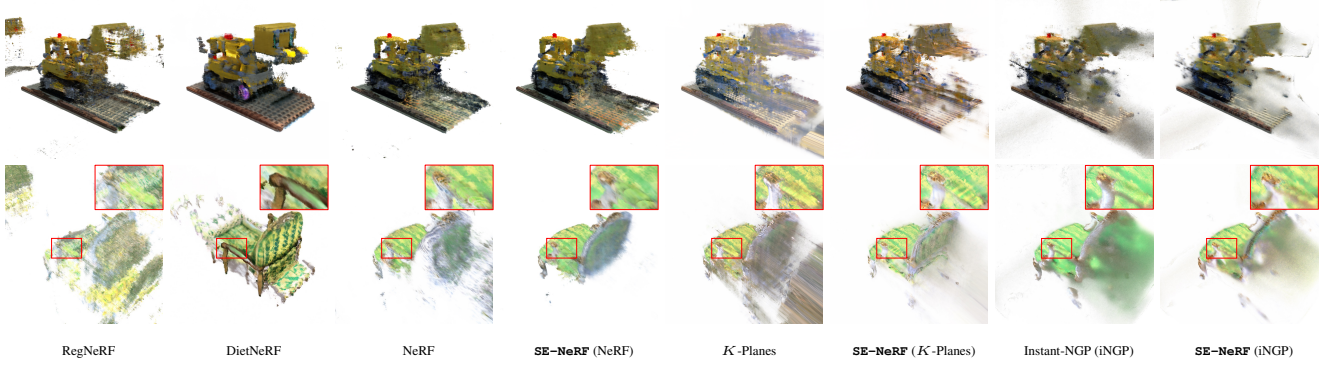 RegNeRF DietNeRF NeRF SE-NeRF (NeRF) K-Planes SE-NeRF (K-Planes) Instant-NGP (iNGP) SE-NeRF (iNGP)